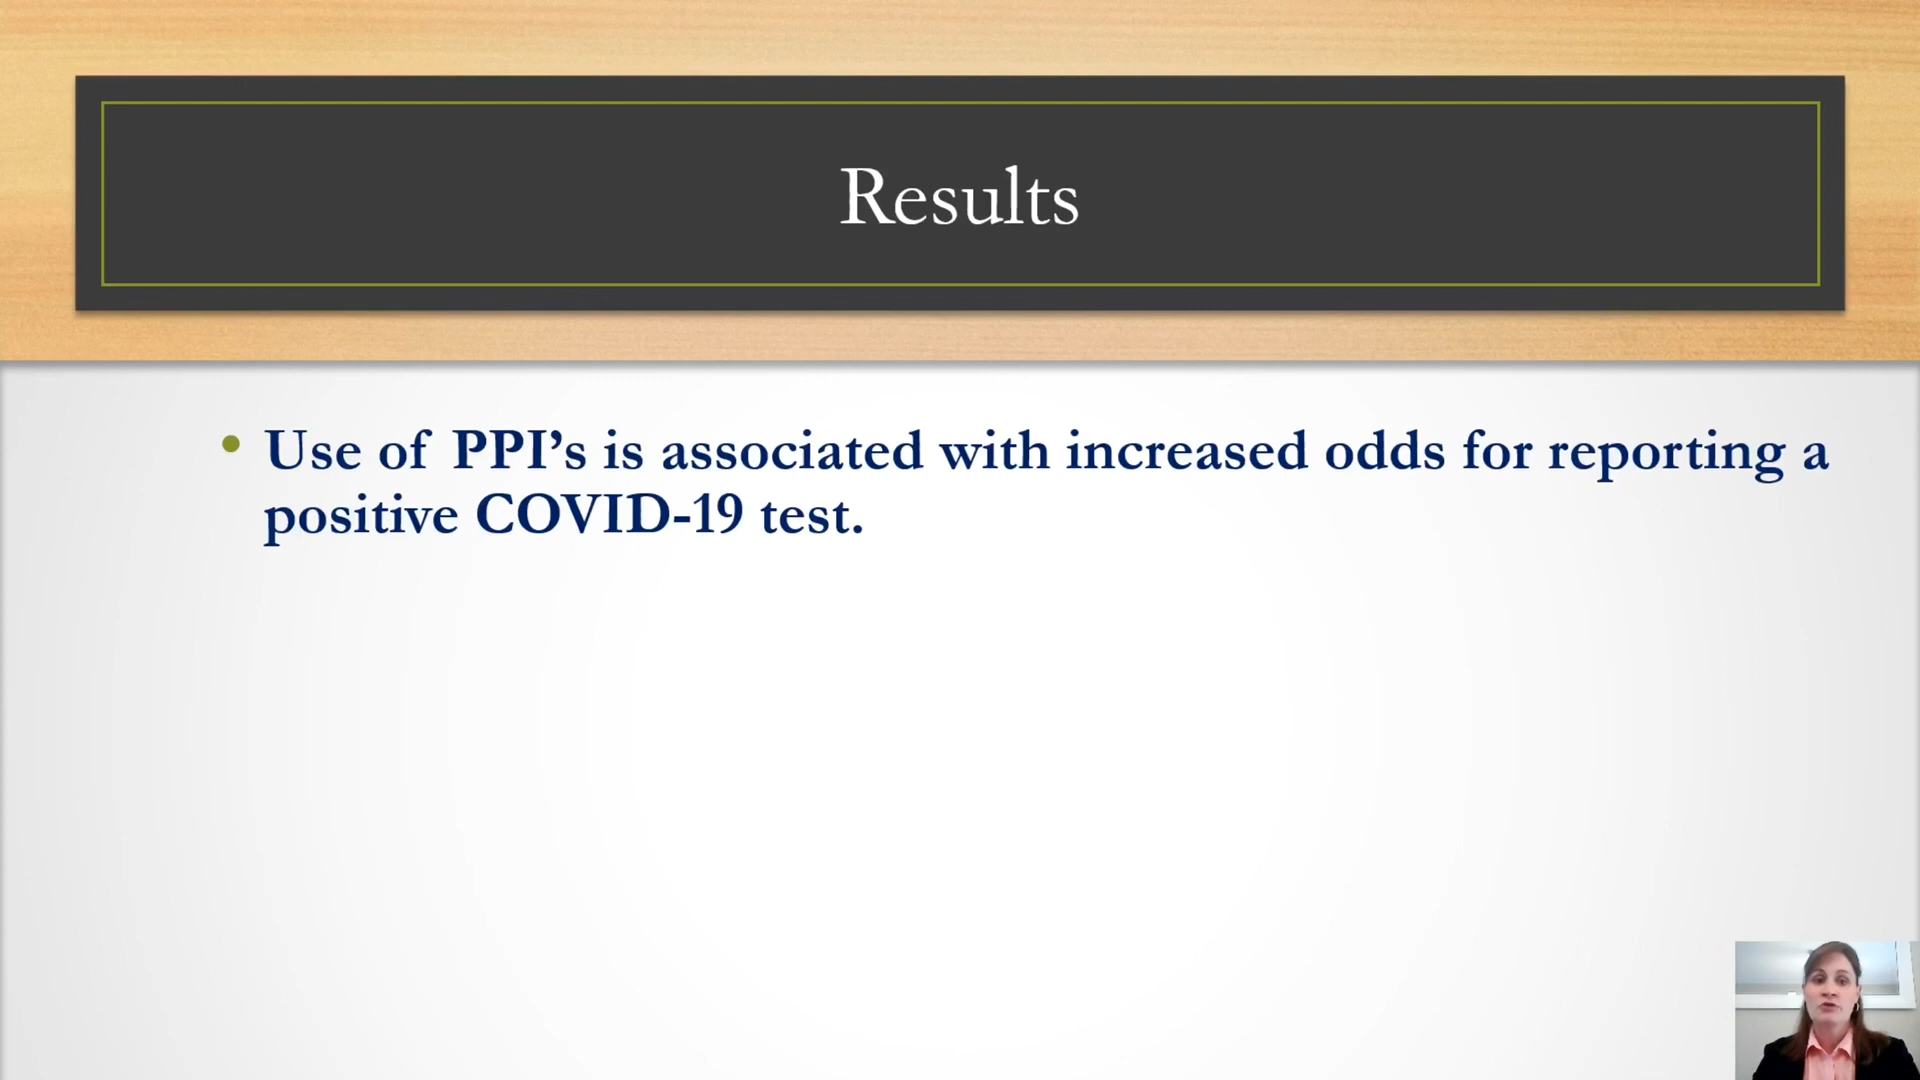 Results
• Use of PPI’s is associated with increased odds for reporting a
positive COVID-19 test.